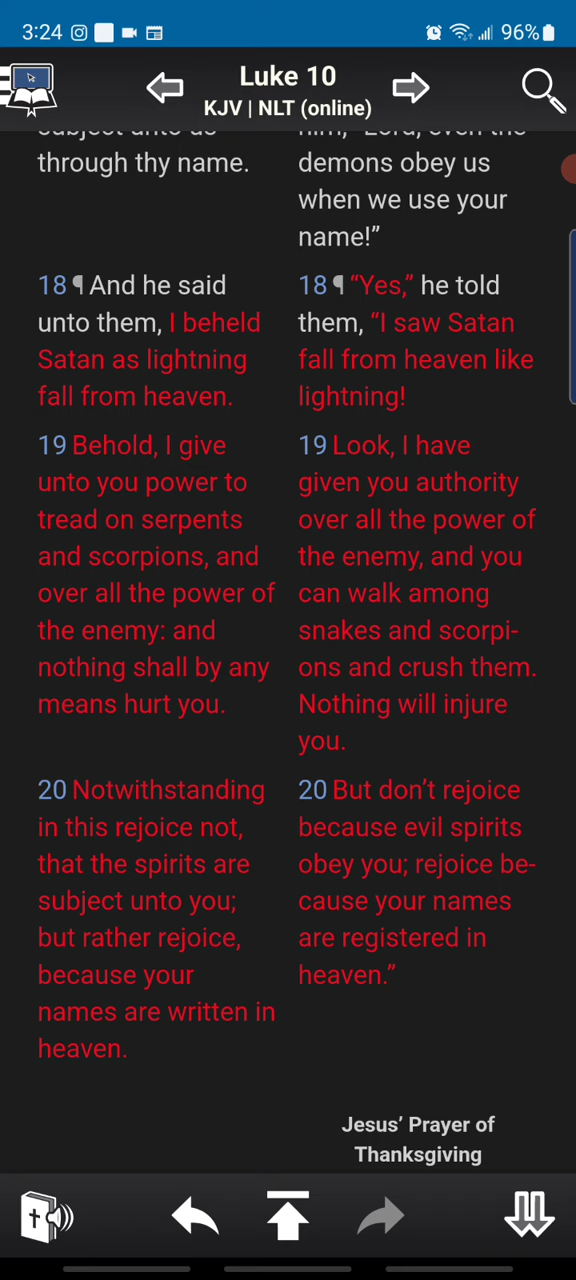 3:24
96%
Luke 10
KJV | NLT (online)
subject unto us
through thy name.
him, “Lord, even the
demons obey us
when we use your
name!”
18 ¶ And he said
unto them, I beheld
Satan as lightning
fall from heaven.
19 Behold, I give
unto you power to
tread on serpents
and scorpions, and
over all the power of
the enemy: and
nothing shall by any
means hurt you.
20 Notwithstanding
in this rejoice not,
that the spirits are
subject unto you;
but rather rejoice,
because your
names are written in
heaven.
18 ¶ “Yes,” he told
them, “I saw Satan
fall from heaven like
lightning!
19 Look, I have
given you authority
over all the power of
the enemy, and you
can walk among
snakes and scorpi-
ons and crush them.
Nothing will injure
you.
20 But don’t rejoice
because evil spirits
obey you; rejoice be-
cause your names
are registered in
heaven.”
Jesus’ Prayer of
Thanksgiving